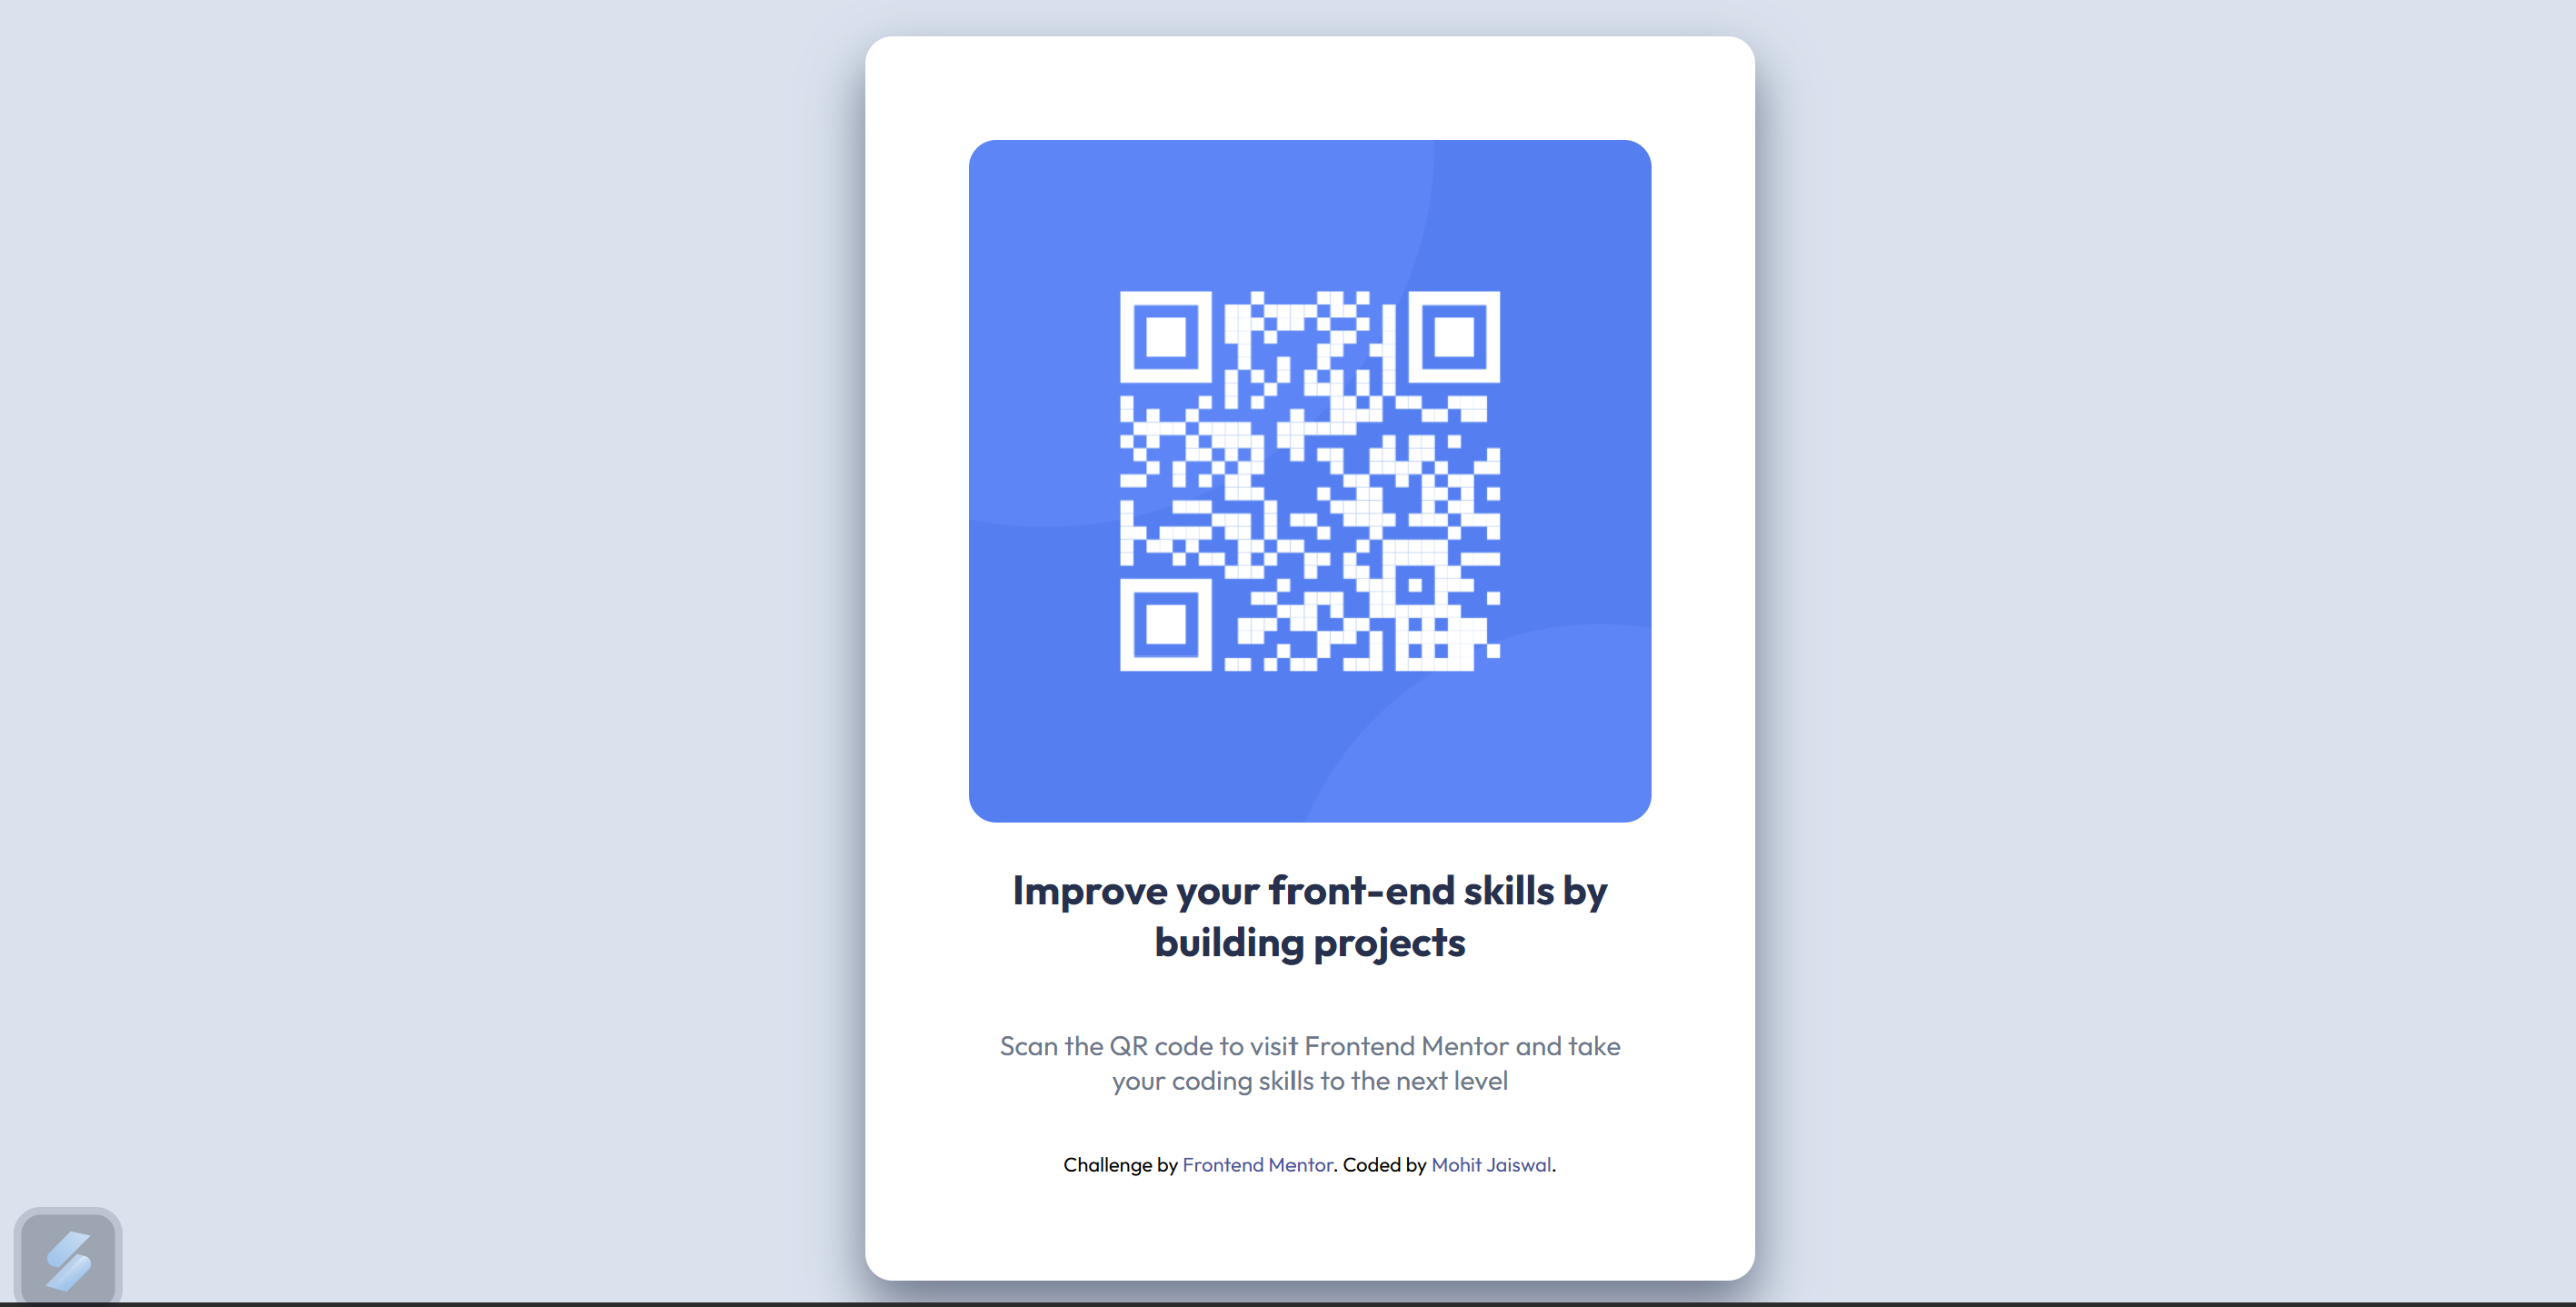 Improve your front-end skills by
building projects
Scan the QR code to visit Frontend Mentor and take
your coding skills to the next level
Challenge by Frontend Mentor. Coded by Mohit Jaiswal.